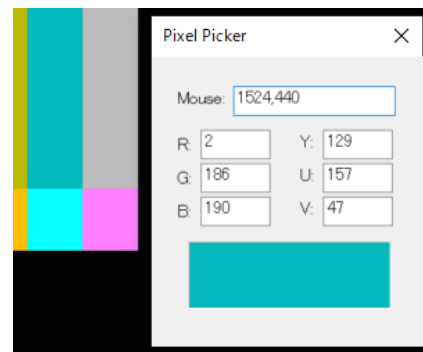 Pixel Picker
Mouse: 1524,440
R: 2 Y: 129
G: 186 U: 157
B: 190 V: 47